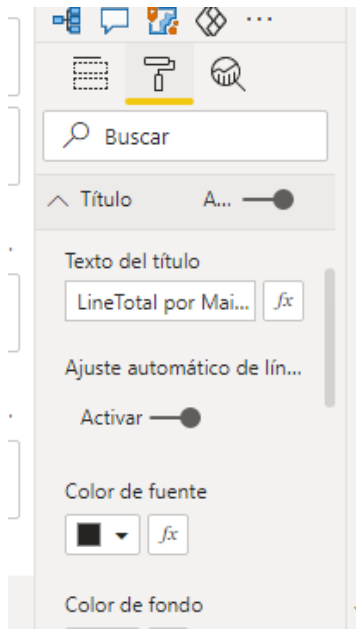 Buscar
Título A...
Texto del título
LineTotal por Mai... fx
Ajuste automático de lín...
Activar
Color de fuente
fx
Color de fondo